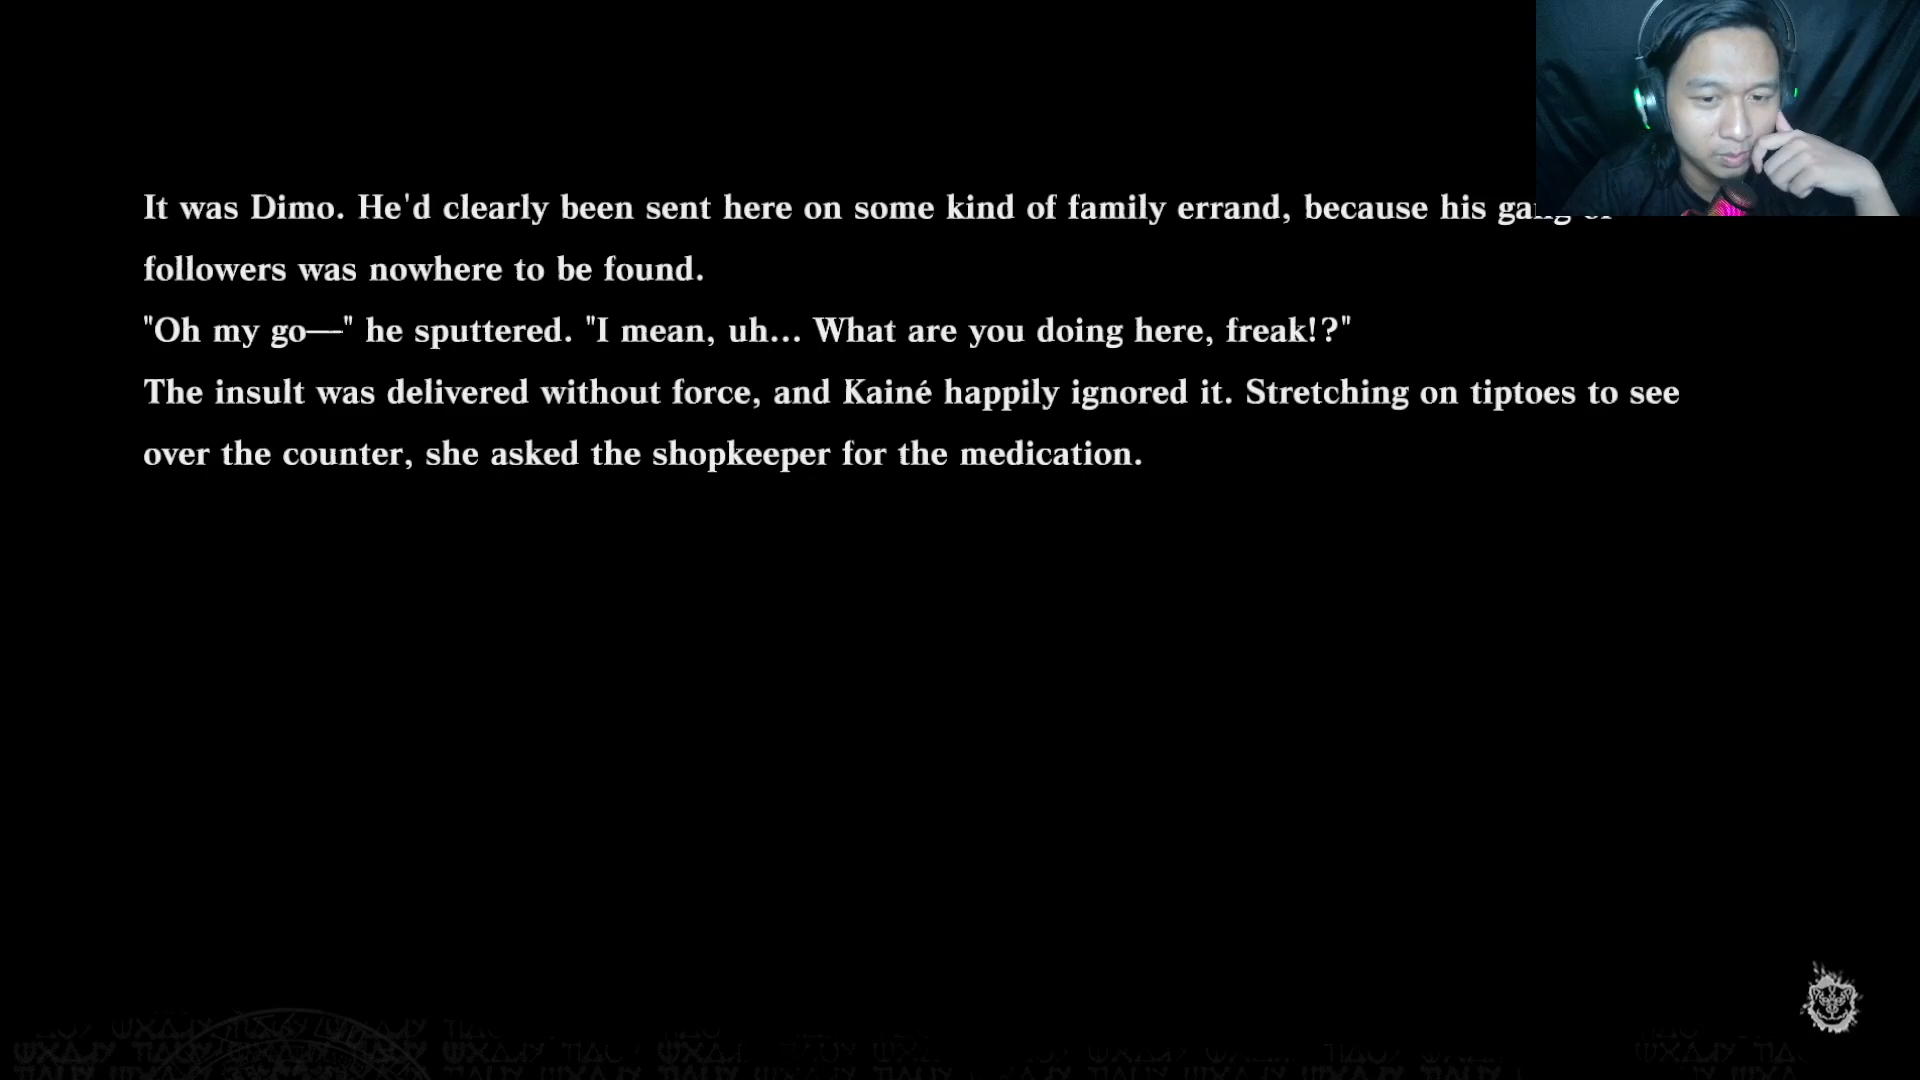 It was Dimo. He'd clearly been sent here on some kind of family errand, because his gang of
followers was nowhere to be found.
"Oh my go—" he sputtered. "I mean, uh... What are you doing here, freak!?"
The insult was delivered without force, and Kainé happily ignored it. Stretching on tiptoes to see
over the counter, she asked the shopkeeper for the medication.